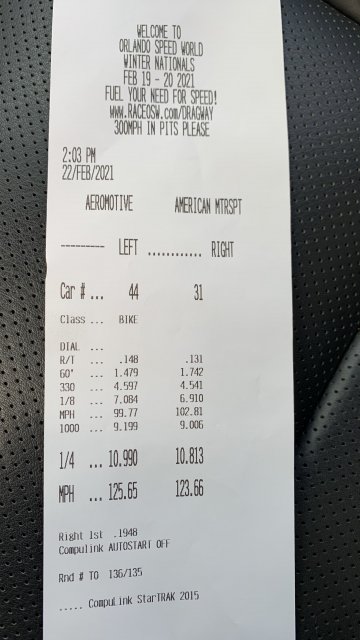 WELCOME TO
ORLANDO SPEED WORLD
WINTER NATIONALS
FEB 19 - 20 2021
FUEL YOUR NEED FOR SPEED!
www.RACEOSW.com/DRAGWAY
300MPH IN PITS PLEASE
2:03 PM
22/FEB/2021
AEROMOTIVE AMERICAN MTRSPT
---------- LEFT ............ RIGHT
Car # ... 44 31
Class ... BIKE
DIAL ...
R/T ... .148 .131
60' ... 1.479 1.742
330 ... 4.597 4.541
1/8 ... 7.084 6.910
MPH ... 99.77 102.81
1000 ... 9.199 9.006
1/4 ... 10.990 10.813
MPH ... 125.65 123.66
Right 1st .1948
Compulink AUTOSTART OFF
Rnd # TO 136/135
..... CompuLink StarTRAK 2015